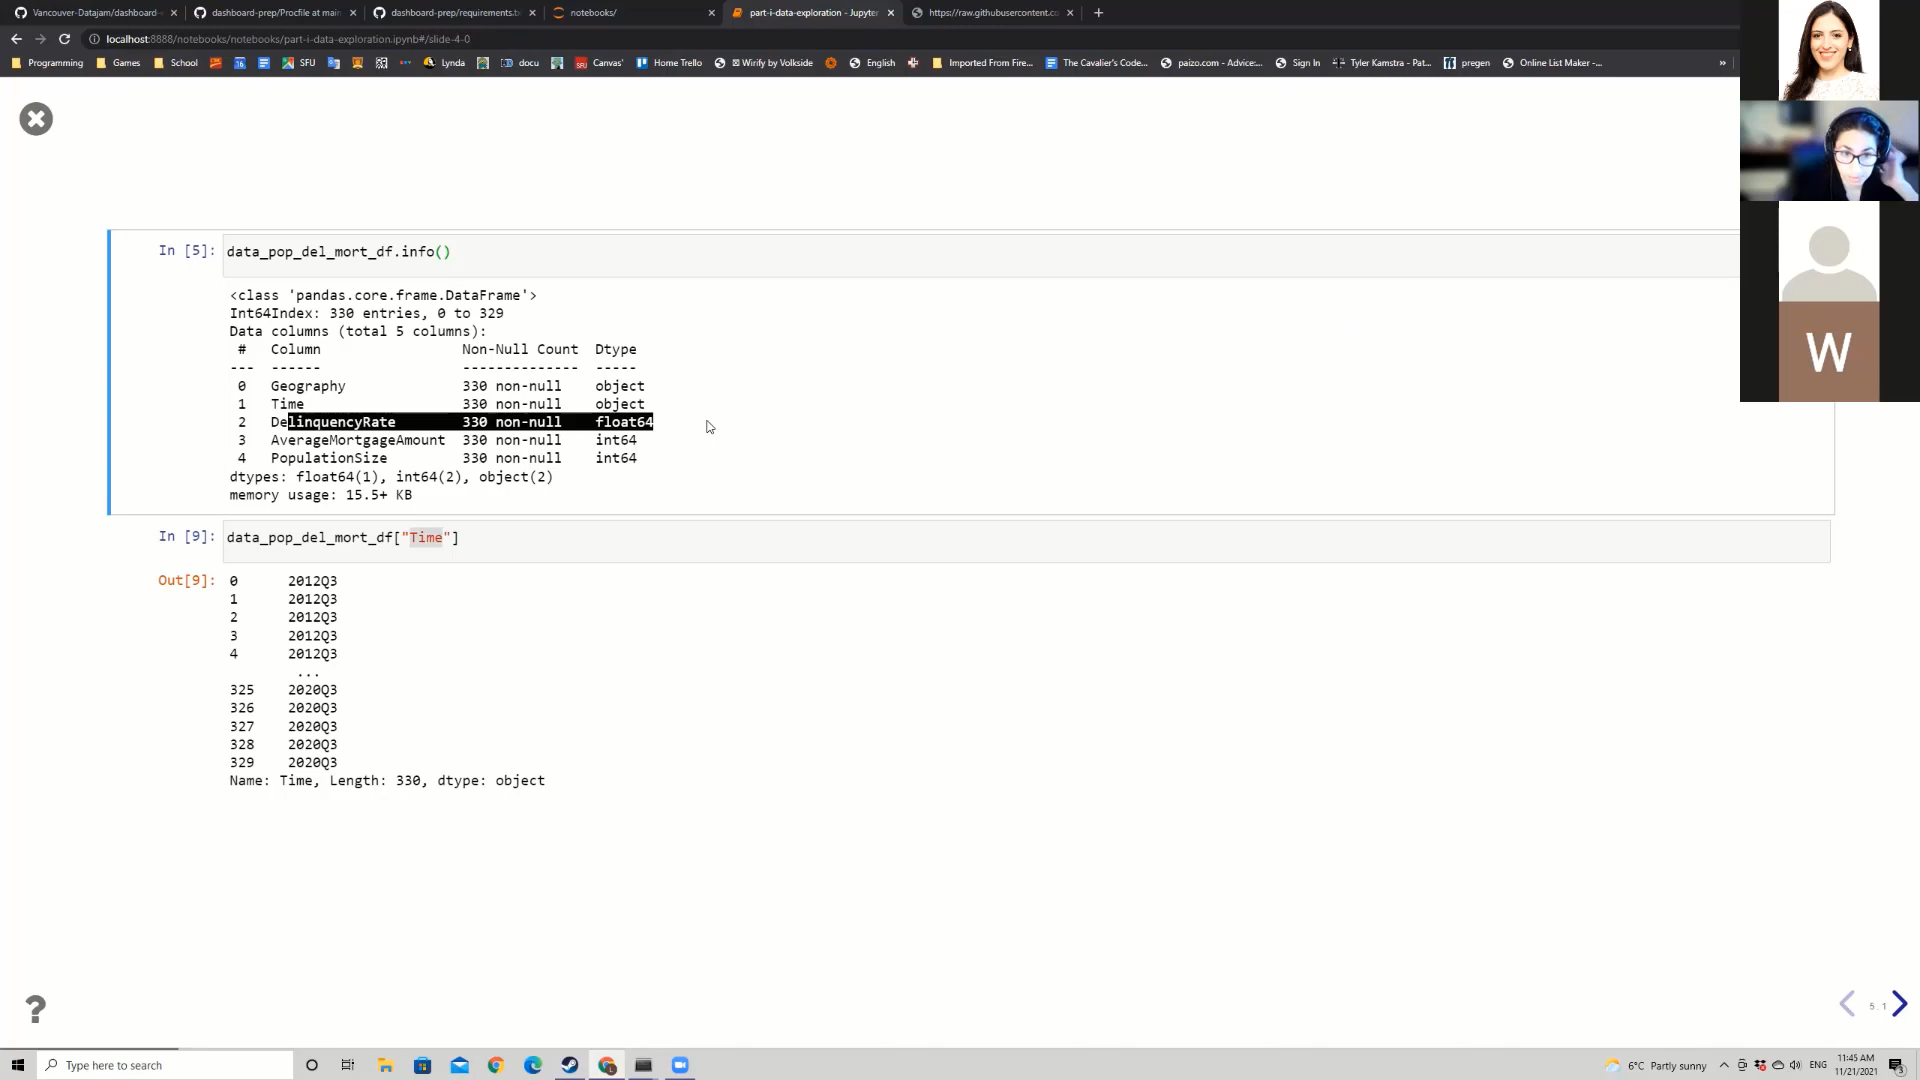 Vancouver-Datajam/dashboard-
dashboard-prep/Procfile at main
dashboard-prep/requirements.t
notebooks/
part-i-data-exploration - Jupyter
https://raw.githubusercontent.co
localhost:8888/notebooks/notebooks/part-i-data-exploration.ipynb#/slide-4-0
Programming Games School SFU Lynda docu Canvas' Home Trello Wirify by Volkside English Imported From Fire... The Cavalier's Code... paizo.com - Advice:... Sign In Tyler Kamstra - Pat... pregen Online List Maker -... »
W
In [5]: data_pop_del_mort_df.info()
<class 'pandas.core.frame.DataFrame'>
Int64Index: 330 entries, 0 to 329
Data columns (total 5 columns):
# Column Non-Null Count Dtype
--- ------ -------------- -----
0 Geography 330 non-null object
1 Time 330 non-null object
2 DelinquencyRate 330 non-null float64
3 AverageMortgageAmount 330 non-null int64
4 PopulationSize 330 non-null int64
dtypes: float64(1), int64(2), object(2)
memory usage: 15.5+ KB
In [9]: data_pop_del_mort_df["Time"]
Out[9]: 0 2012Q3
1 2012Q3
2 2012Q3
3 2012Q3
4 2012Q3
...
325 2020Q3
326 2020Q3
327 2020Q3
328 2020Q3
329 2020Q3
Name: Time, Length: 330, dtype: object
?
5 . 1
Type here to search
6°C Partly sunny
ENG
11:45 AM
11/21/2021
3